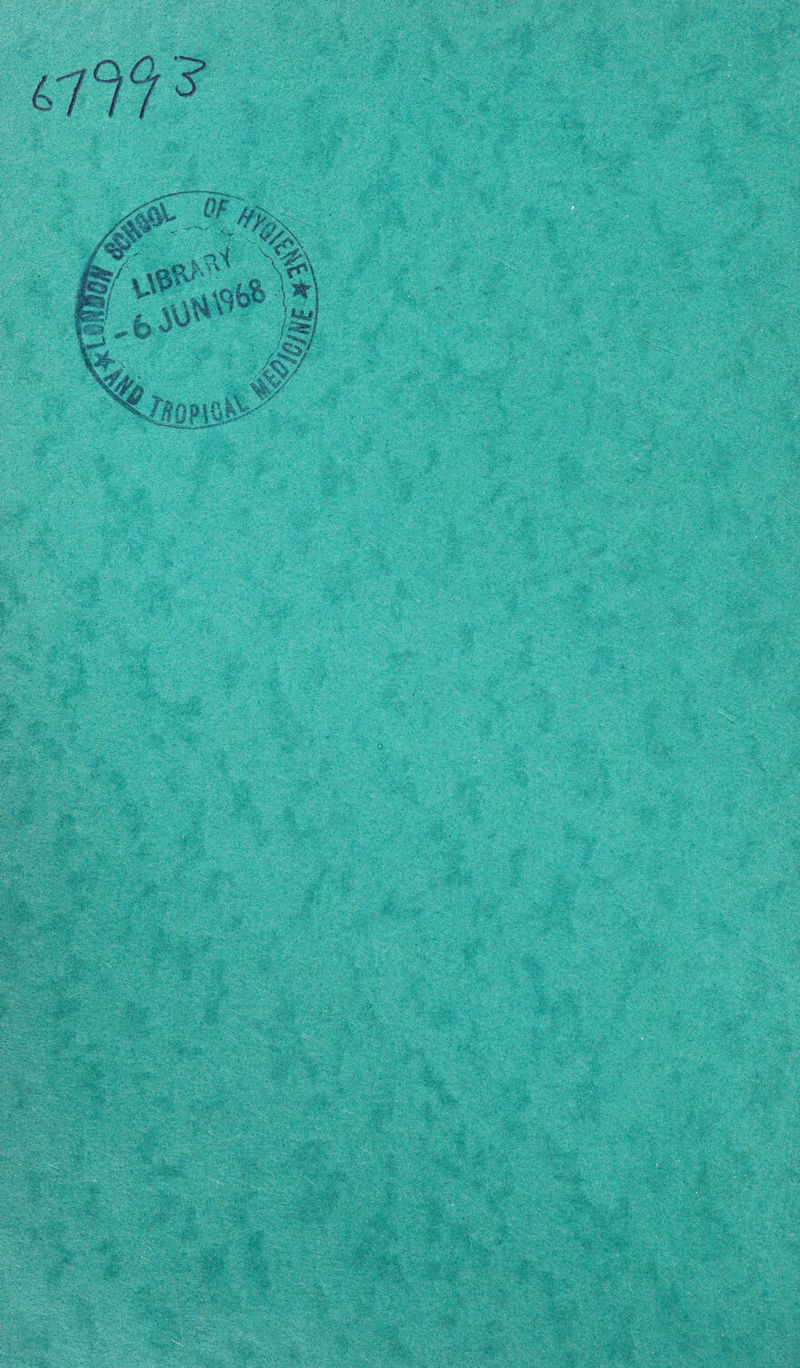 67993
LONDON SCHOOL OF HYGIENE ★
★ AND TROPICAL MEDICINE
LIBRARY
-6 JUN 1968